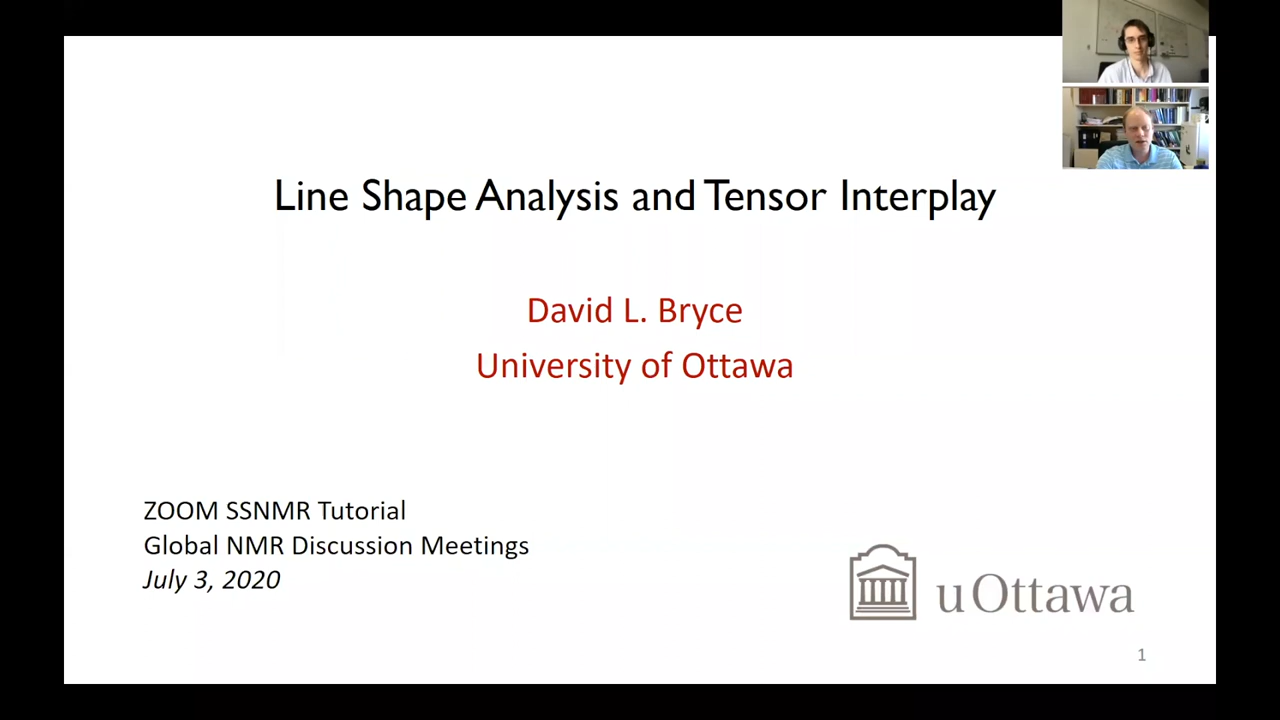 Line Shape Analysis and Tensor Interplay
David L. Bryce
University of Ottawa
ZOOM SSNMR Tutorial
Global NMR Discussion Meetings
July 3, 2020
uOttawa
1